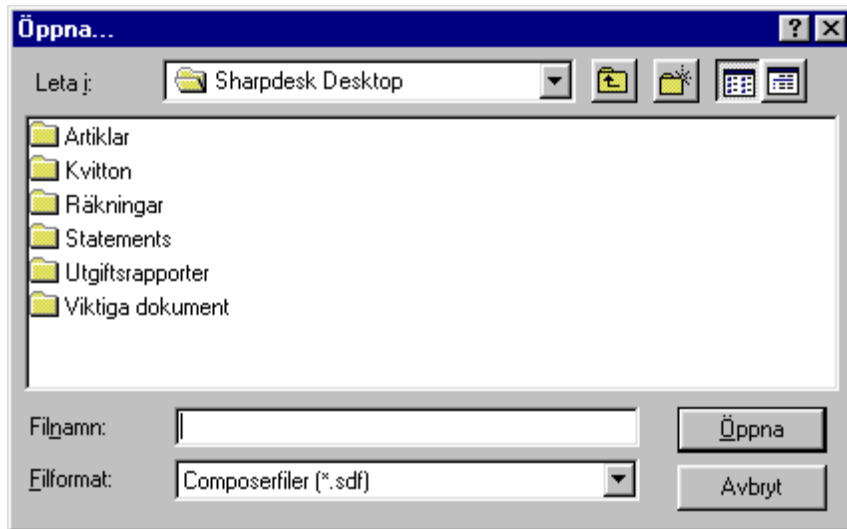 Öppna...
Leta i: Sharpdesk Desktop
Artiklar
Kvitton
Räkningar
Statements
Utgiftsrapporter
Viktiga dokument
Filnamn: Öppna
Filformat: Composerfiler (*.sdf) Avbryt